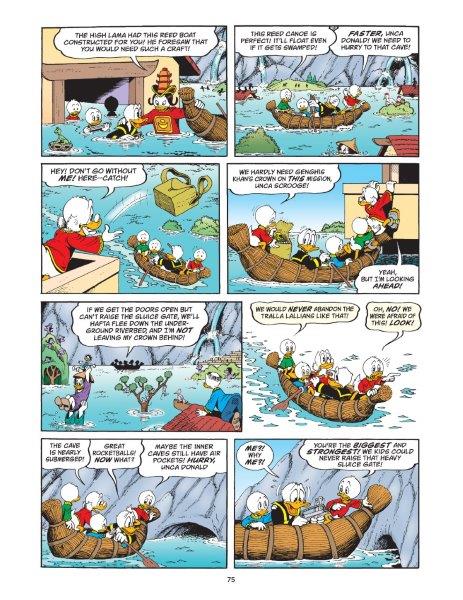 THE HIGH LAMA HAD THIS REED BOAT
CONSTRUCTED FOR YOU! HE FORESAW THAT
YOU WOULD NEED SUCH A CRAFT!
THIS REED CANOE IS
PERFECT! IT'LL FLOAT EVEN
IF IT GETS SWAMPED!
FASTER, UNCA
DONALD! WE NEED TO
HURRY TO THAT CAVE!
HEY! DON'T GO WITHOUT
ME! HERE--CATCH!
WE HARDLY NEED GENGHIS
KHAN'S CROWN ON THIS MISSION,
UNCA SCROOGE!
YEAH,
BUT I'M LOOKING
AHEAD!
IF WE GET THE DOORS OPEN BUT
CAN'T RAISE THE SLUICE GATE, WE'LL
HAFTA FLEE DOWN THE UNDER-
GROUND RIVERBED, AND I'M NOT
LEAVING MY CROWN BEHIND!
WE WOULD NEVER ABANDON THE
TRALLA LALLIANS LIKE THAT!
OH, NO! WE
WERE AFRAID OF
THIS! LOOK!
THE CAVE
IS NEARLY
SUBMERGED!
GREAT
ROCKETBALLS!
NOW WHAT?
MAYBE THE INNER
CAVES STILL HAVE AIR
POCKETS! HURRY,
UNCA DONALD!
ME?!
WHY
ME?!
YOU'RE THE BIGGEST AND
STRONGEST! WE KIDS COULD
NEVER RAISE THAT HEAVY
SLUICE GATE!
75